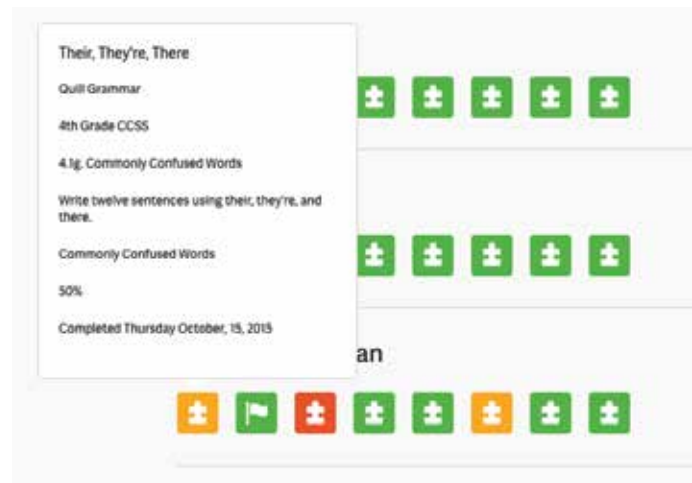 Their, They're, There
Quill Grammar
4th Grade CCSS
4.1g. Commonly Confused Words
Write twelve sentences using their, they're, and
there.
Commonly Confused Words
50%
Completed Thursday October, 15, 2015
an